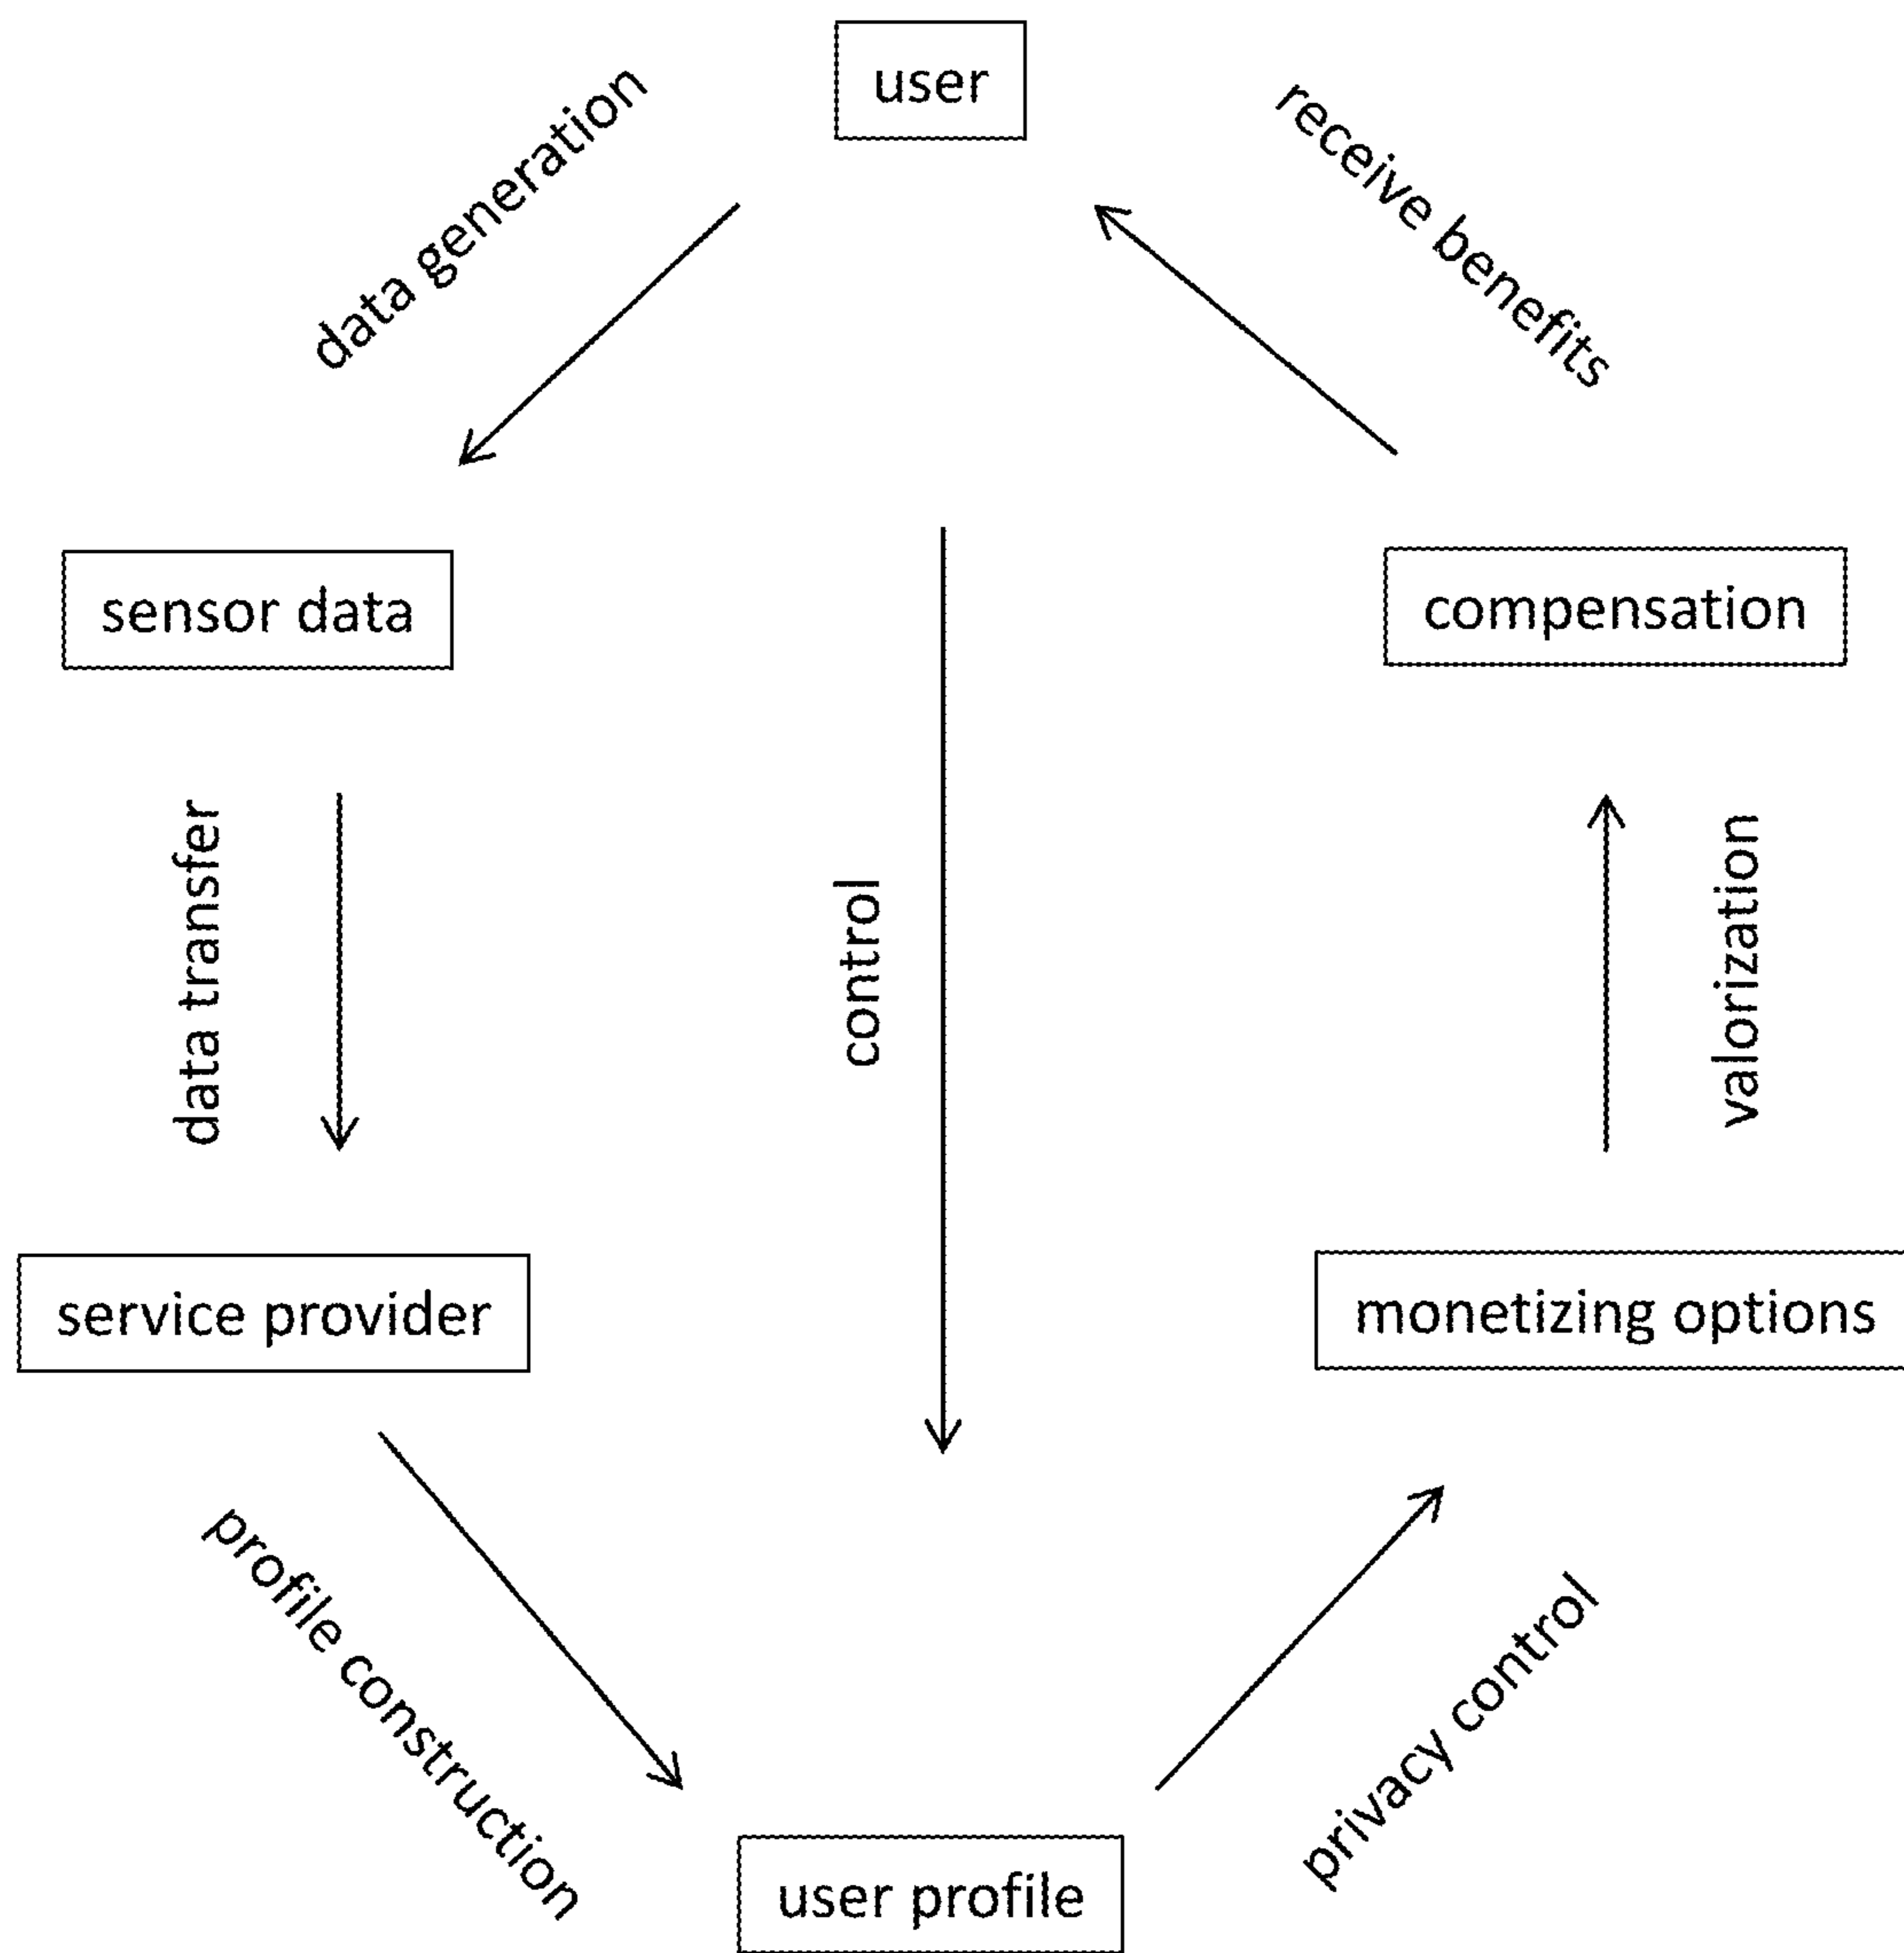 user
data generation
receive benefits
sensor data
compensation
data transfer
control
valorization
service provider
monetizing options
profile construction
privacy control
user profile